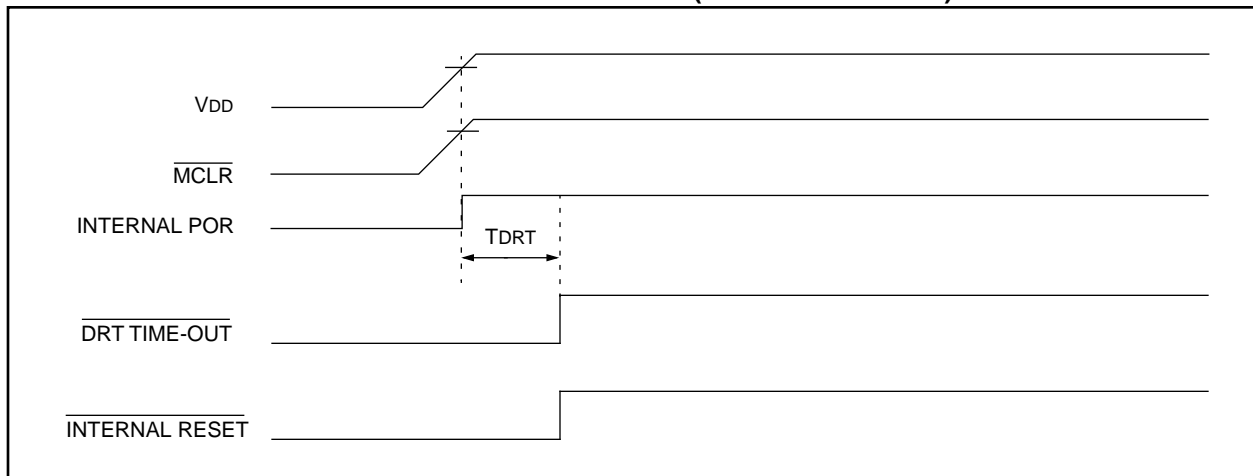 VDD
MCLR
INTERNAL POR
TDRT
DRT TIME-OUT
INTERNAL RESET